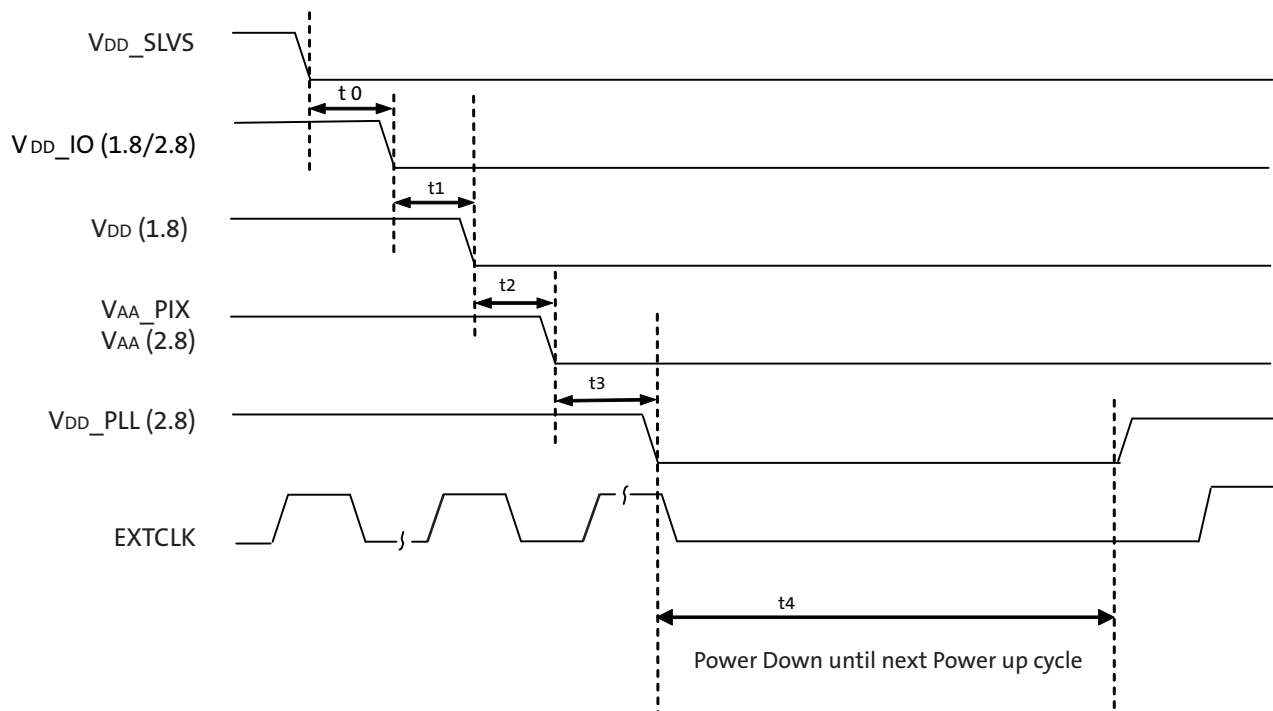 VDD_SLVS
t 0
VDD_IO (1.8/2.8)
t1
VDD (1.8)
t2
VAA_PIX
VAA (2.8)
t3
VDD_PLL (2.8)
EXTCLK
t4
Power Down until next Power up cycle